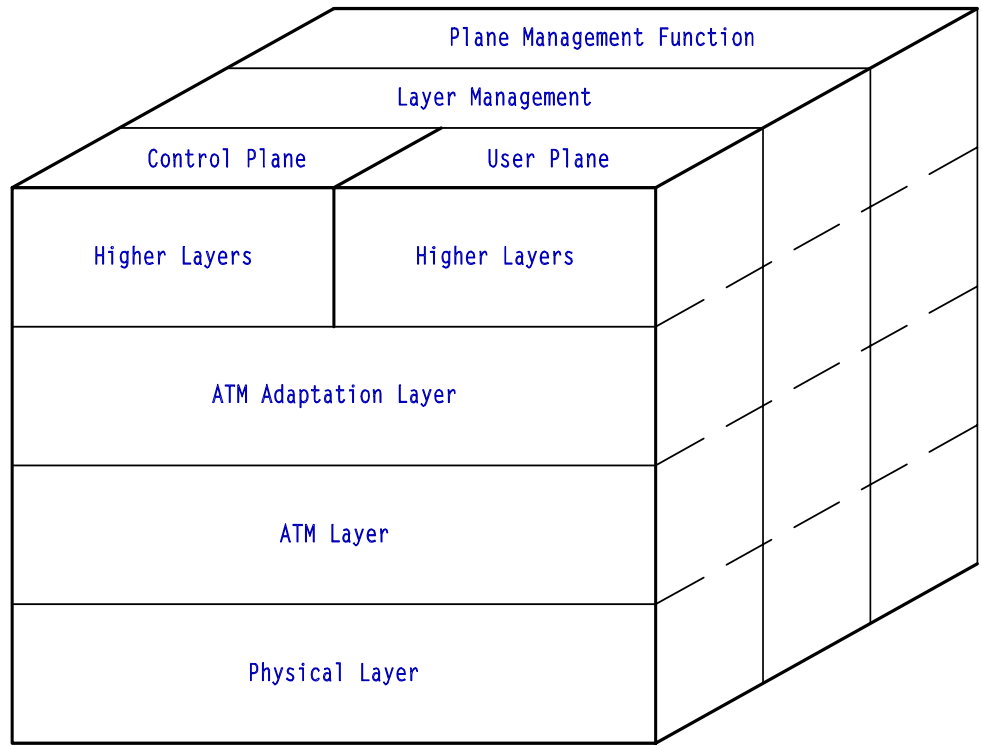 Plane Management Function
Layer Management
Control Plane
User Plane
Higher Layers
Higher Layers
ATM Adaptation Layer
ATM Layer
Physical Layer